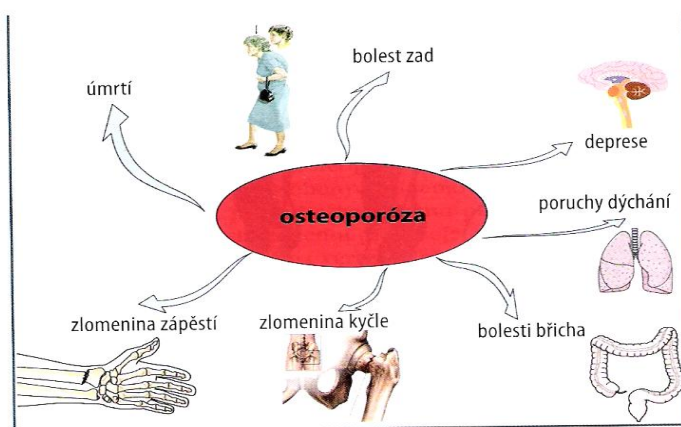 bolest zad
úmrtí
deprese
osteoporóza
poruchy dýchání
zlomenina zápěstí
zlomenina kyčle
bolesti břicha